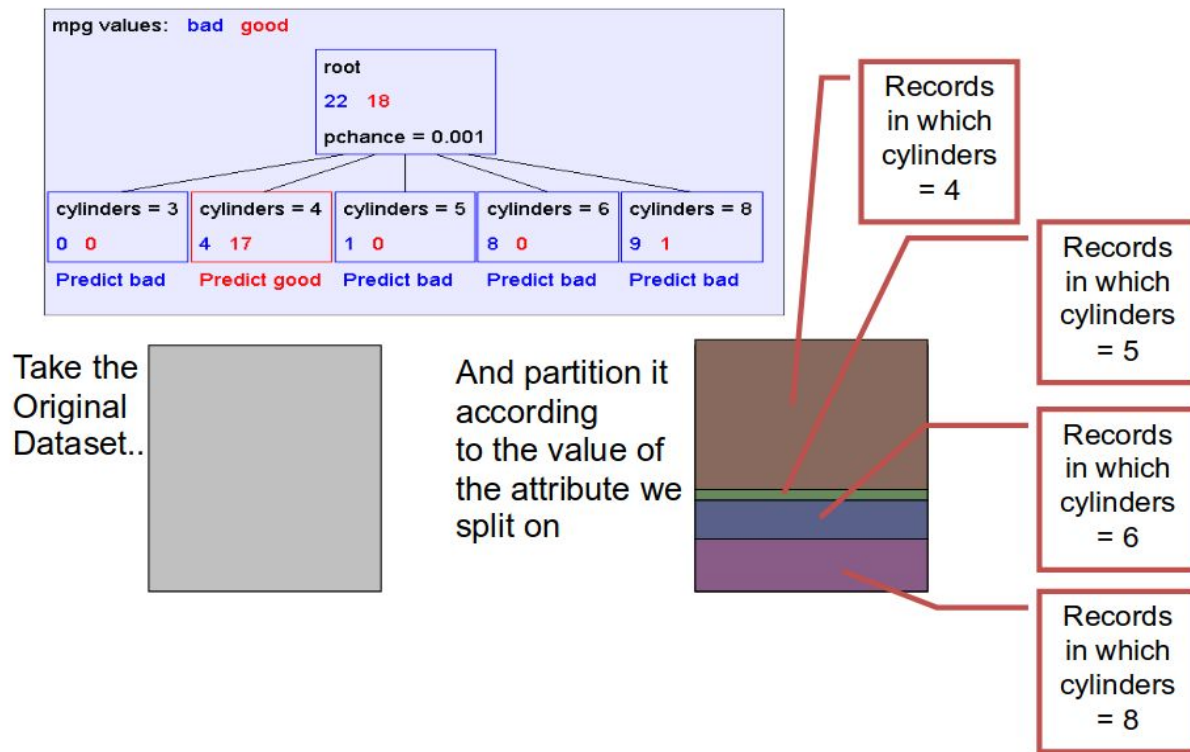 mpg values: bad good
root
22 18
pchance = 0.001
cylinders = 3 cylinders = 4 cylinders = 5 cylinders = 6 cylinders = 8
0 0 4 17 1 0 8 0 9 1
Predict bad Predict good Predict bad Predict bad Predict bad
Take the
Original
Dataset..
And partition it
according
to the value of
the attribute we
split on
Records
in which
cylinders
= 4
Records
in which
cylinders
= 5
Records
in which
cylinders
= 6
Records
in which
cylinders
= 8